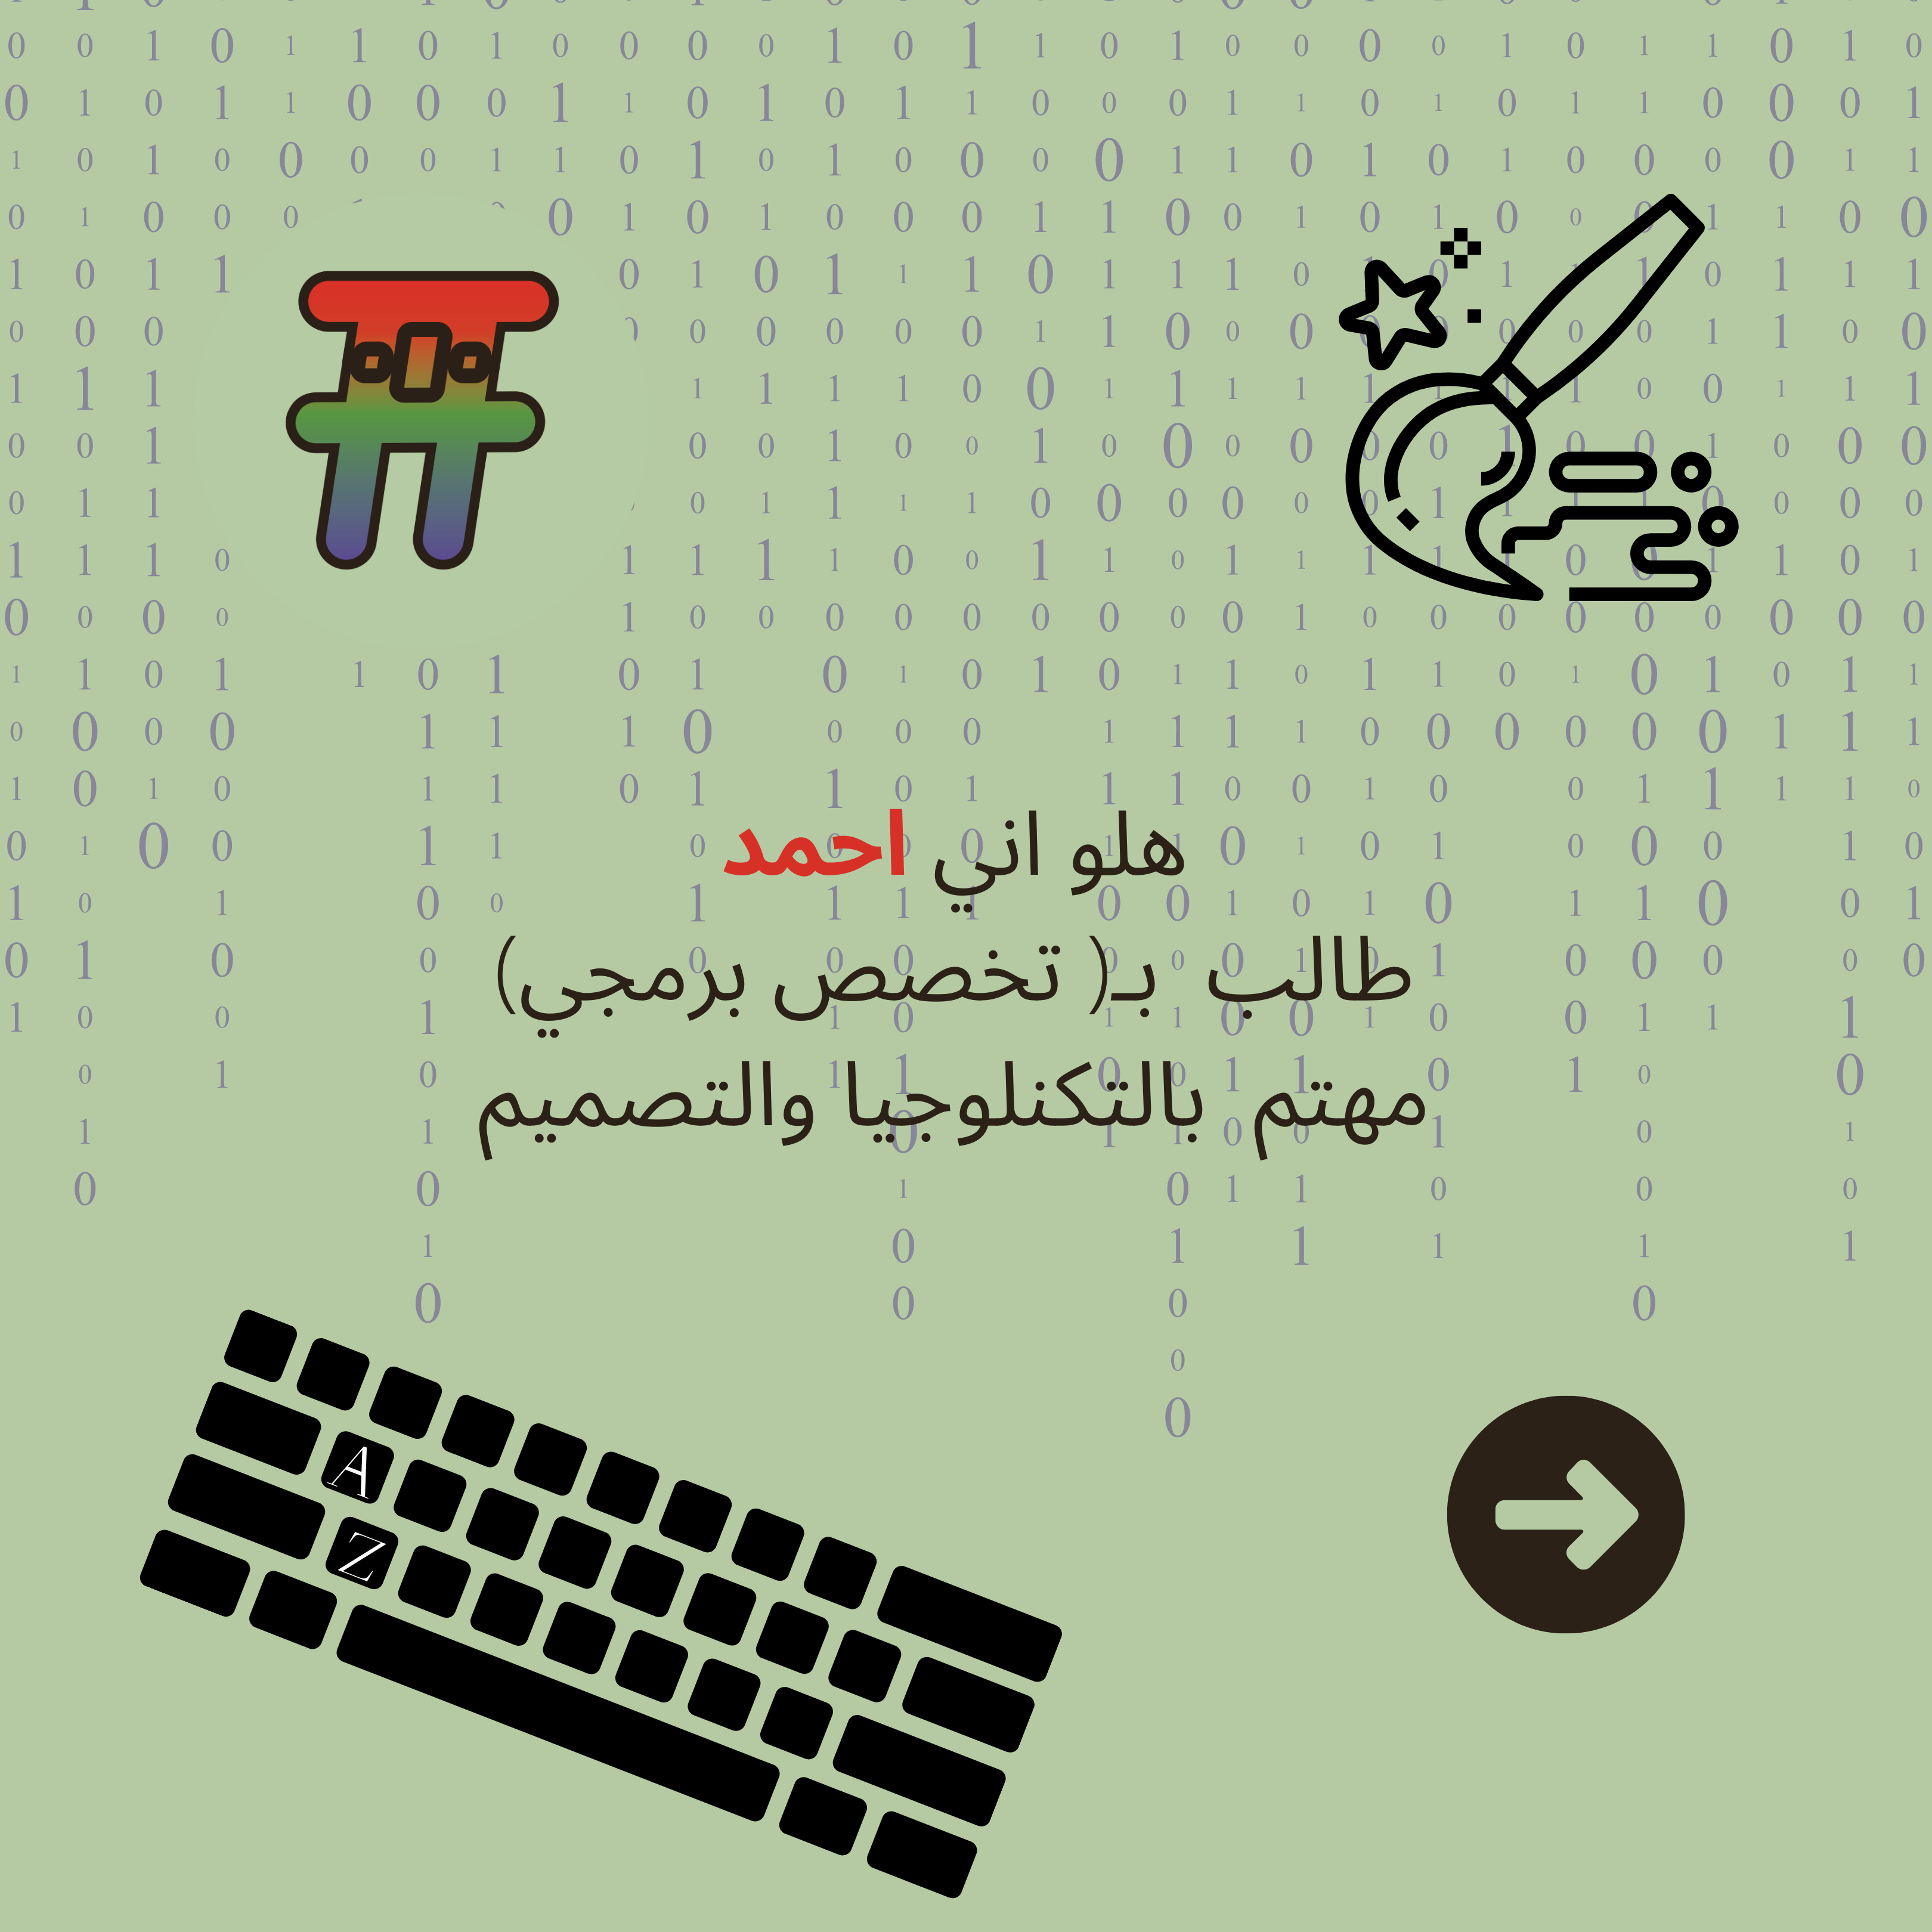 هلو اني احمد
طالب بـ( تخصص برمجي)
مهتم بالتكنلوجيا والتصميم
A
Z